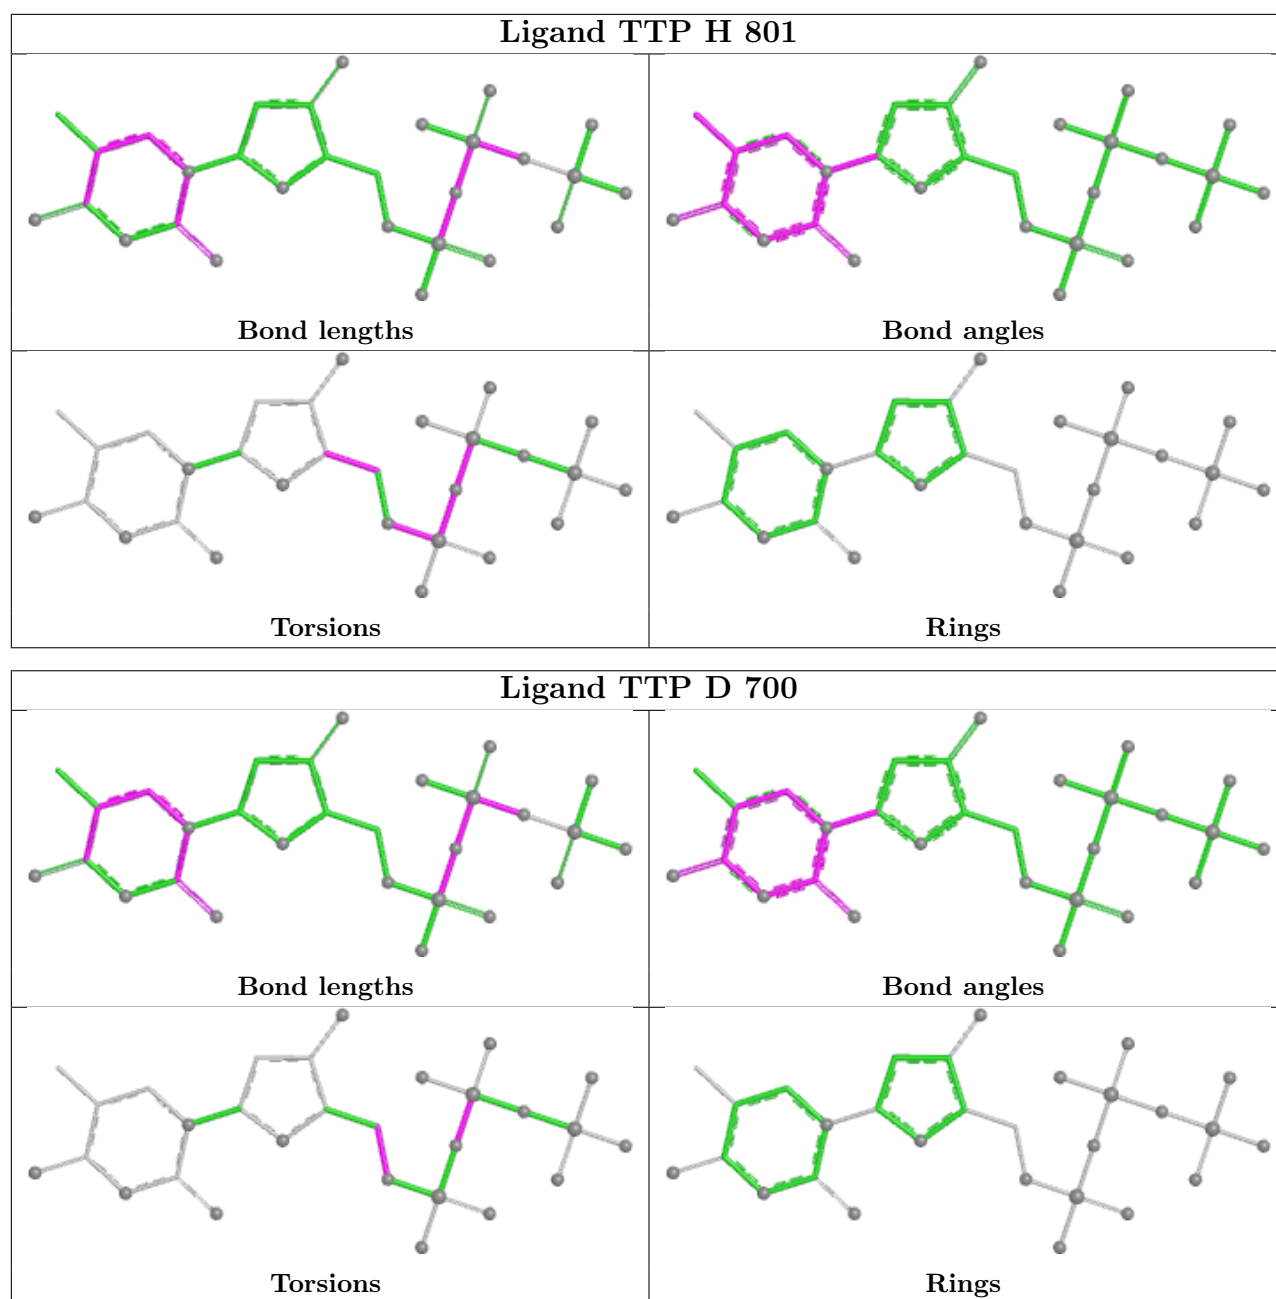 Ligand TTP H 801
Bond lengths
Bond angles
Torsions
Rings
Ligand TTP D 700
Bond lengths
Bond angles
Torsions
Rings